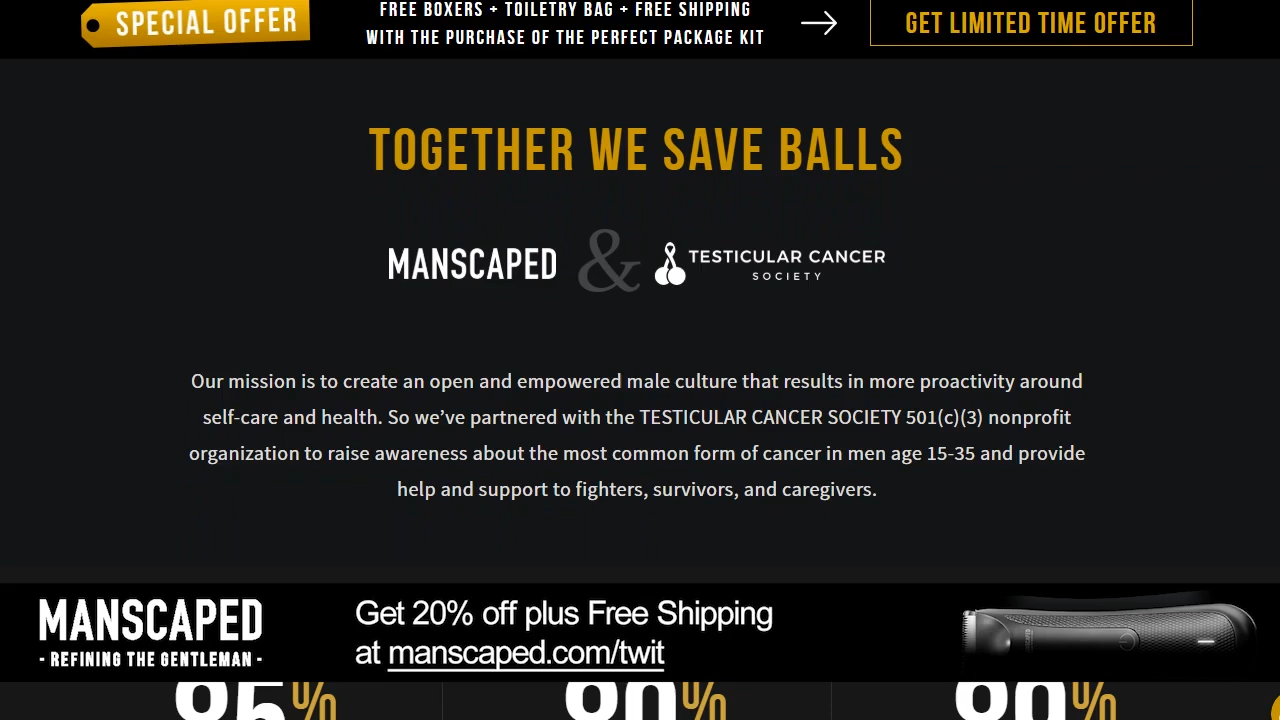 SPECIAL OFFER
FREE BOXERS + TOILETRY BAG + FREE SHIPPING
WITH THE PURCHASE OF THE PERFECT PACKAGE KIT
GET LIMITED TIME OFFER
TOGETHER WE SAVE BALLS
MANSCAPED & TESTICULAR CANCER
SOCIETY
Our mission is to create an open and empowered male culture that results in more proactivity around
self-care and health. So we’ve partnered with the TESTICULAR CANCER SOCIETY 501(c)(3) nonprofit
organization to raise awareness about the most common form of cancer in men age 15-35 and provide
help and support to fighters, survivors, and caregivers.
MANSCAPED
- REFINING THE GENTLEMAN -
Get 20% off plus Free Shipping
at manscaped.com/twit